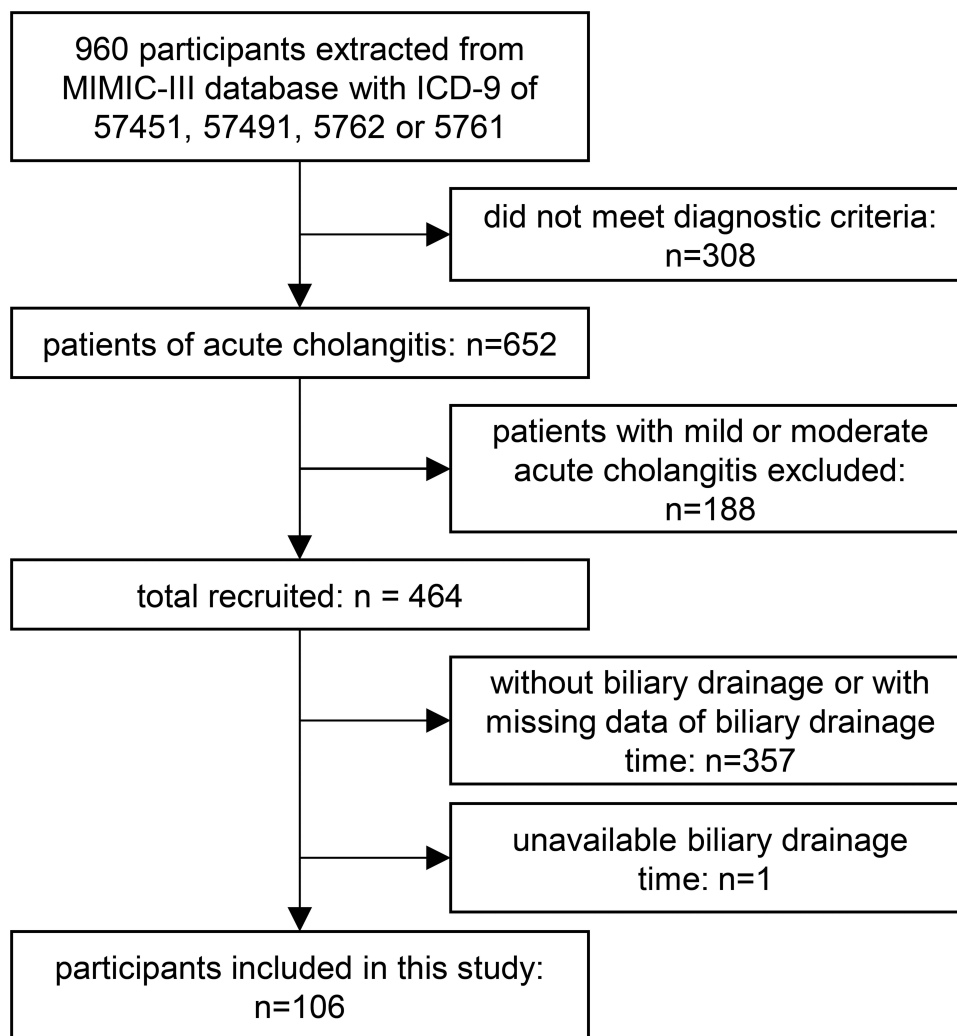 960 participants extracted from
MIMIC-III database with ICD-9 of
57451, 57491, 5762 or 5761
did not meet diagnostic criteria:
n=308
patients of acute cholangitis: n=652
patients with mild or moderate
acute cholangitis excluded:
n=188
total recruited: n = 464
without biliary drainage or with
missing data of biliary drainage
time: n=357
unavailable biliary drainage
time: n=1
participants included in this study:
n=106